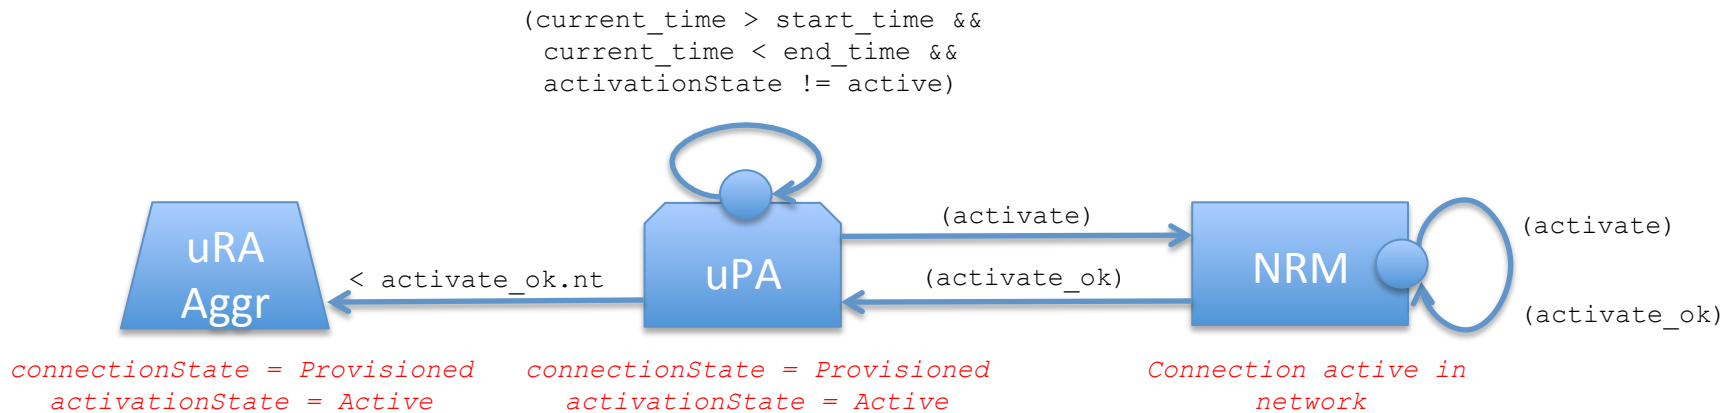 (current_time > start_time &&
current_time < end_time &&
activationState != active)
(activate)
(activate)
uRA
Aggr
uPA
NRM
< activate_ok.nt
(activate_ok)
(activate_ok)
connectionState = Provisioned
activationState = Active
connectionState = Provisioned
activationState = Active
Connection active in
network